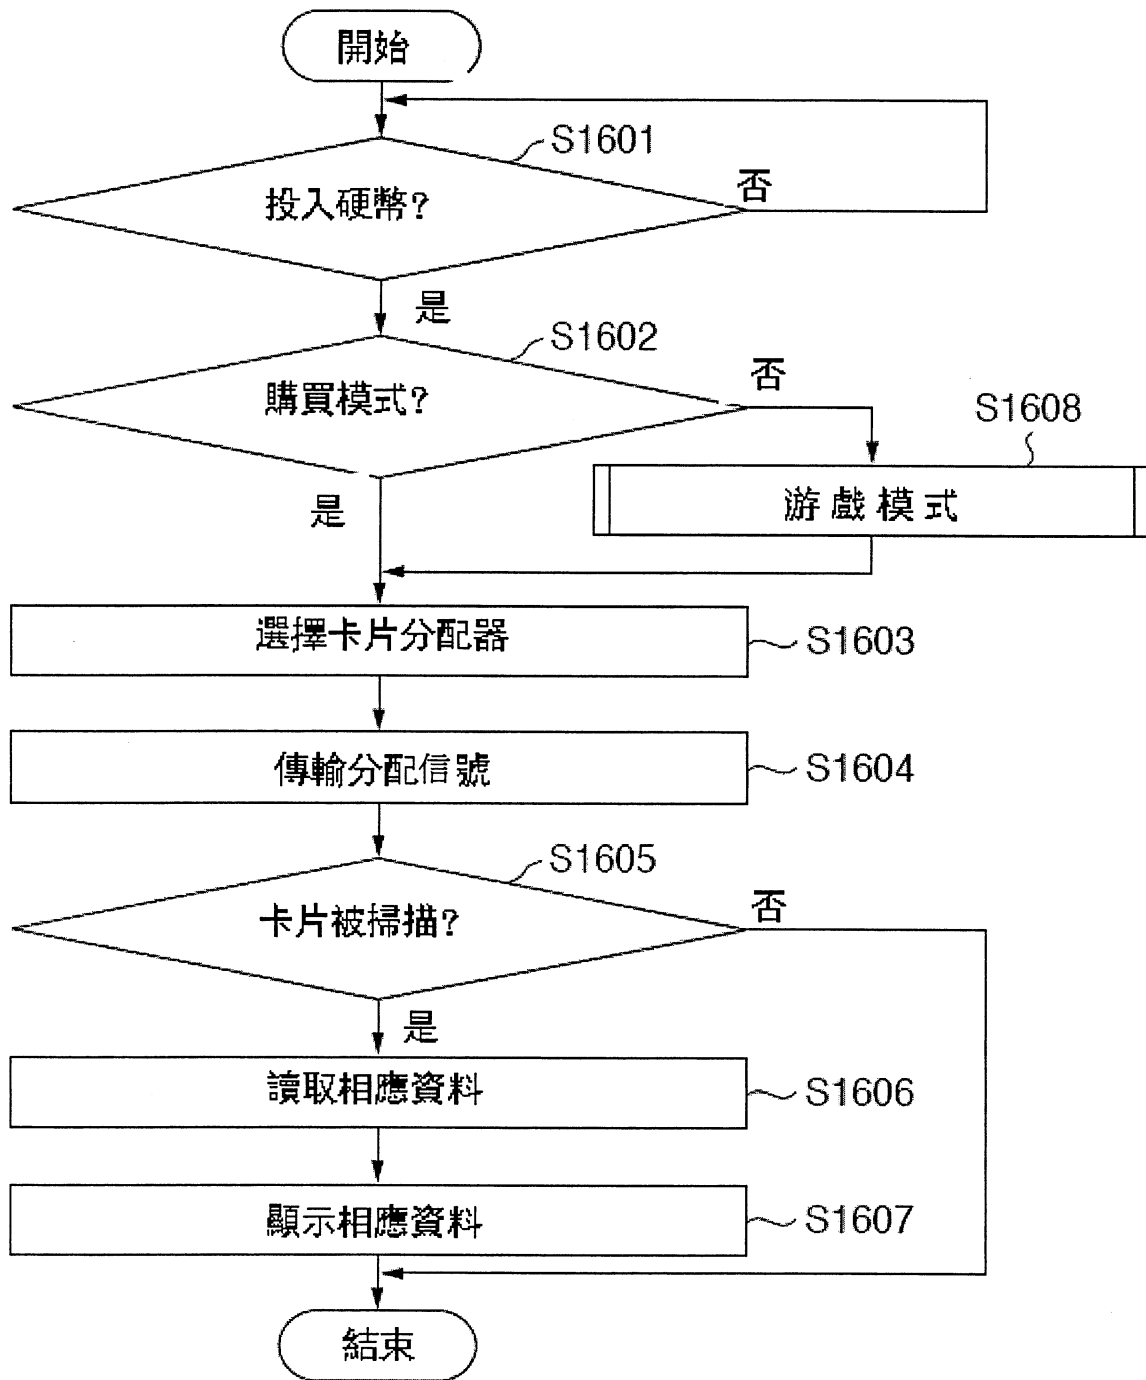 開始
S1601
投入硬幣?
否
是
S1602
購買模式?
否
S1608
游戲模式
是
選擇卡片分配器
S1603
傳輸分配信號
S1604
S1605
卡片被掃描?
否
是
讀取相應資料
S1606
顯示相應資料
S1607
結束